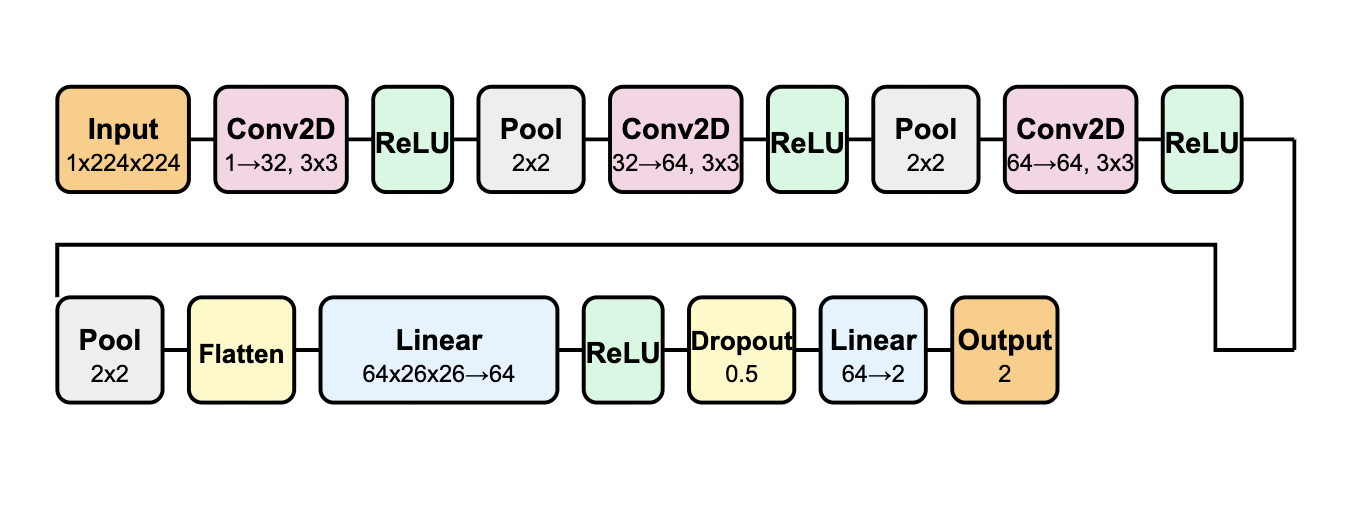 Input
1x224x224
Conv2D
1→32, 3x3
ReLU
Pool
2x2
Conv2D
32→64, 3x3
ReLU
Pool
2x2
Conv2D
64→64, 3x3
ReLU
Pool
2x2
Flatten
Linear
64x26x26→64
ReLU
Dropout
0.5
Linear
64→2
Output
2